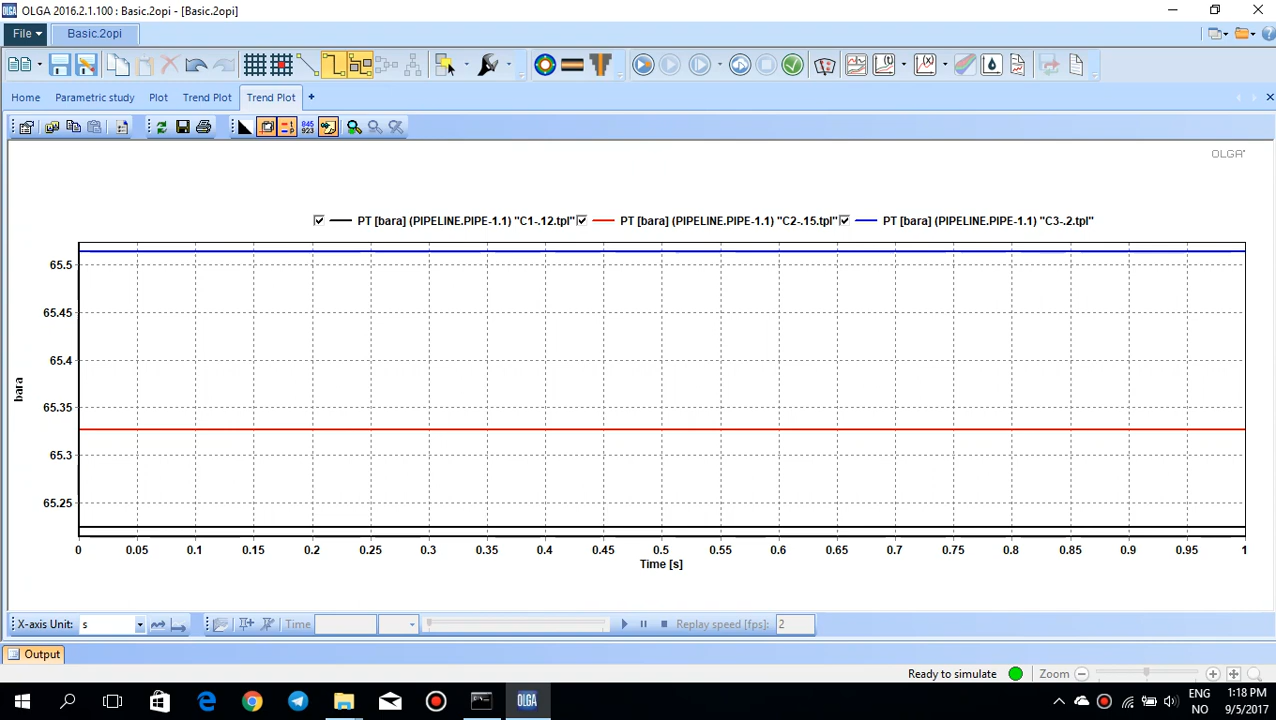 OLGA 2016.2.1.100 : Basic.2opi - [Basic.2opi]
File
Basic.2opi
845
923
Home
Parametric study
Plot
Trend Plot
Trend Plot
OLGA
PT [bara] (PIPELINE.PIPE-1.1) "C1-.12.tpl"
PT [bara] (PIPELINE.PIPE-1.1) "C2-.15.tpl"
PT [bara] (PIPELINE.PIPE-1.1) "C3-.2.tpl"
65.5
65.45
65.4
65.35
65.3
65.25
bara
0 0.05 0.1 0.15 0.2 0.25 0.3 0.35 0.4 0.45 0.5 0.55 0.6 0.65 0.7 0.75 0.8 0.85 0.9 0.95 1
Time [s]
X-axis Unit: s
Time
Replay speed [fps]: 2
Output
Ready to simulate
Zoom
OLGA
ENG
NO
1:18 PM
9/5/2017